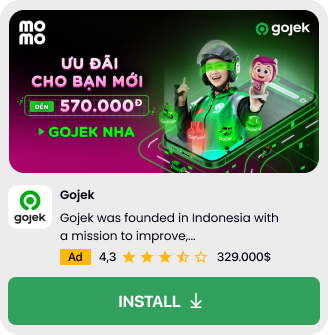 mo
mo
gojek
ƯU ĐÃI
CHO BẠN MỚI
ĐẾN 570.000Đ
GOJEK NHA
gojek
Gojek
Gojek was founded in Indonesia with
a mission to improve,...
Ad 4,3 329.000$
INSTALL